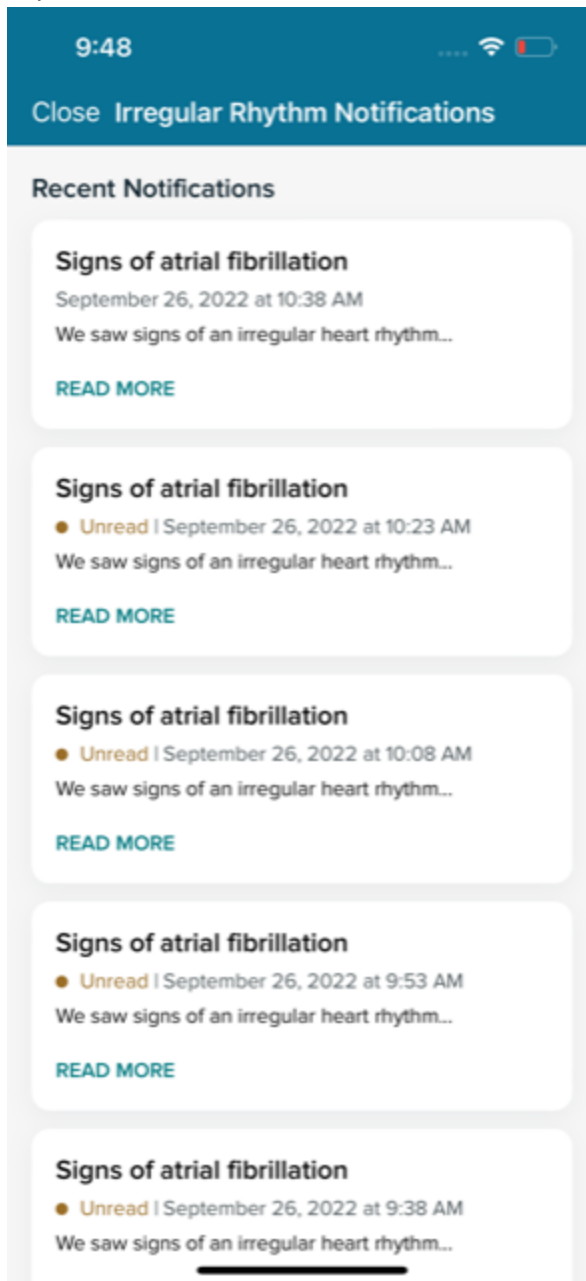 9:48
Close Irregular Rhythm Notifications
Recent Notifications
Signs of atrial fibrillation
September 26, 2022 at 10:38 AM
We saw signs of an irregular heart rhythm...
READ MORE
Signs of atrial fibrillation
Unread | September 26, 2022 at 10:23 AM
We saw signs of an irregular heart rhythm...
READ MORE
Signs of atrial fibrillation
Unread | September 26, 2022 at 10:08 AM
We saw signs of an irregular heart rhythm...
READ MORE
Signs of atrial fibrillation
Unread | September 26, 2022 at 9:53 AM
We saw signs of an irregular heart rhythm...
READ MORE
Signs of atrial fibrillation
Unread | September 26, 2022 at 9:38 AM
We saw signs of an irregular heart rhythm...